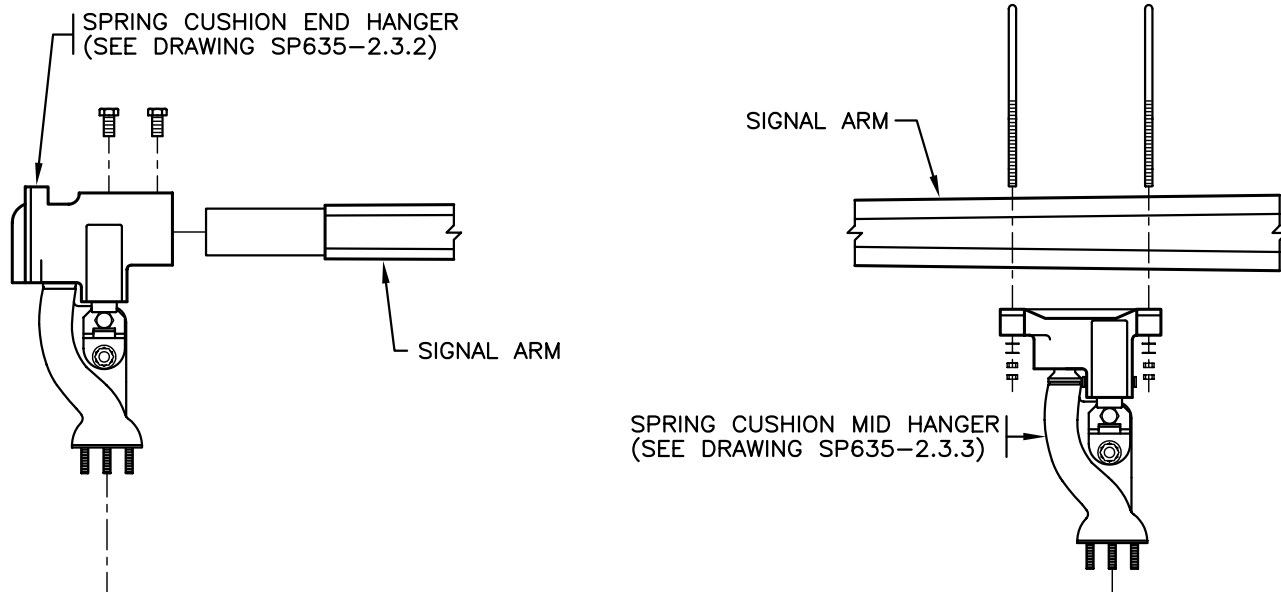 SPRING CUSHION END HANGER
(SEE DRAWING SP635-2.3.2)
SIGNAL ARM
SIGNAL ARM
SPRING CUSHION MID HANGER
(SEE DRAWING SP635-2.3.3)